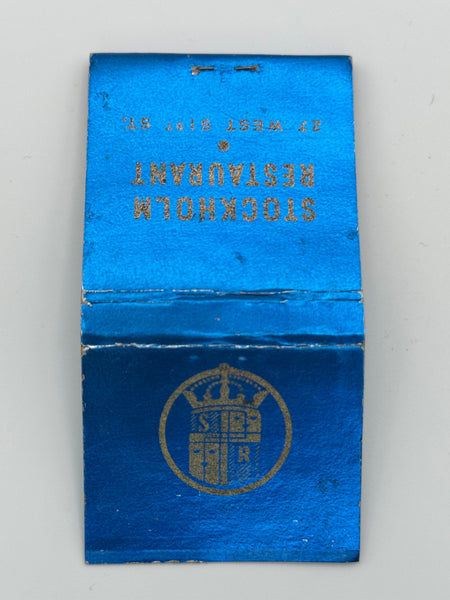 STOCKHOLM
RESTAURANT
27 WEST 51ST ST.
S
R